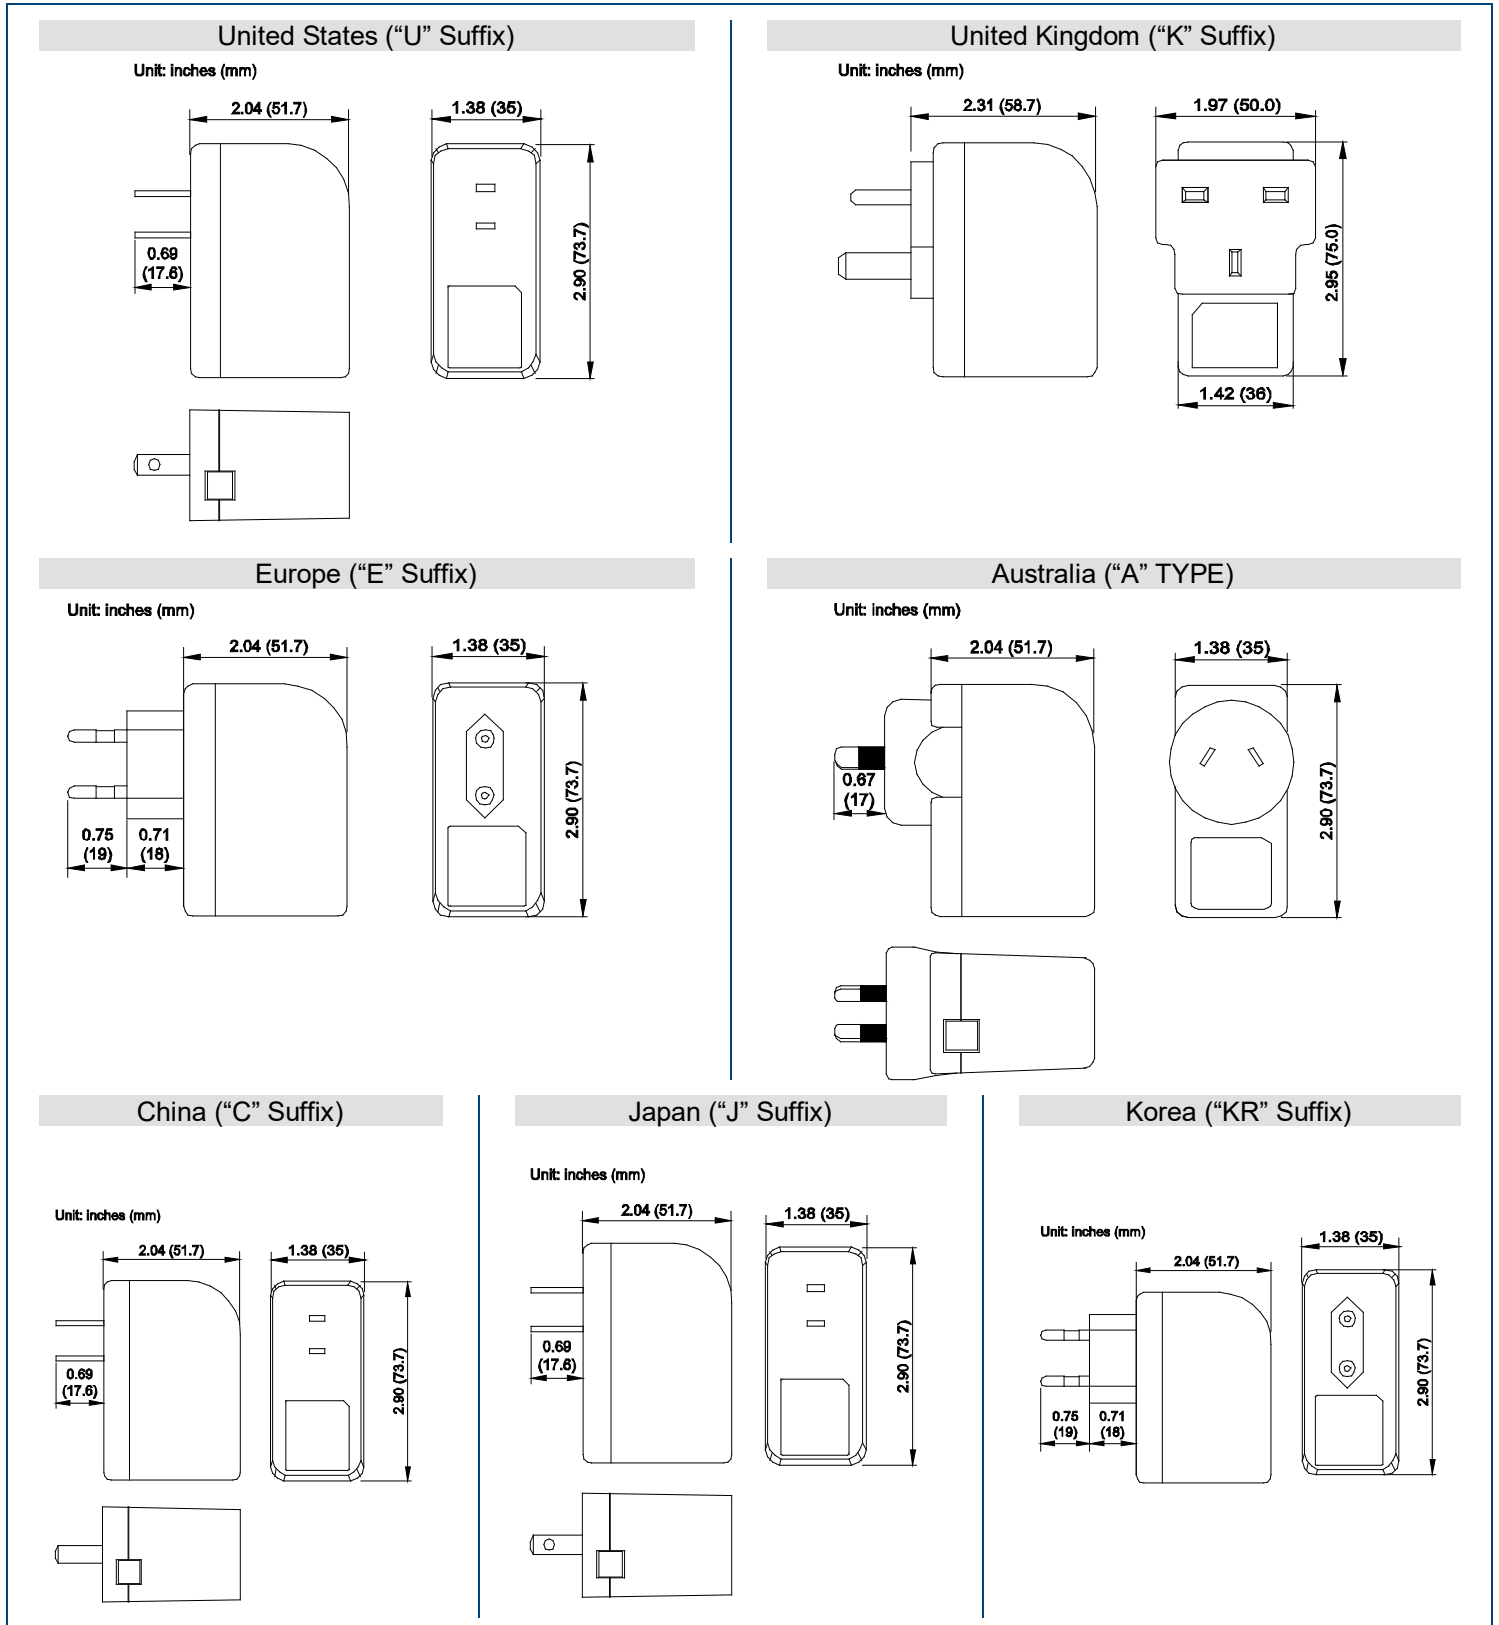 United States (“U” Suffix)
Unit: inches (mm)
2.04 (51.7)
1.38 (35)
0.69
(17.6)
2.90 (73.7)
United Kingdom (“K” Suffix)
Unit: inches (mm)
2.31 (58.7)
1.97 (50.0)
2.95 (75.0)
1.42 (36)
Europe (“E” Suffix)
Unit: inches (mm)
2.04 (51.7)
1.38 (35)
0.75
(19)
0.71
(18)
2.90 (73.7)
Australia (“A” TYPE)
Unit: inches (mm)
2.04 (51.7)
1.38 (35)
0.67
(17)
2.90 (73.7)
China (“C” Suffix)
Unit: inches (mm)
2.04 (51.7)
1.38 (35)
0.69
(17.6)
2.90 (73.7)
Japan (“J” Suffix)
Unit: inches (mm)
2.04 (51.7)
1.38 (35)
0.69
(17.6)
2.90 (73.7)
Korea (“KR” Suffix)
Unit: inches (mm)
2.04 (51.7)
1.38 (35)
0.75
(19)
0.71
(18)
2.90 (73.7)